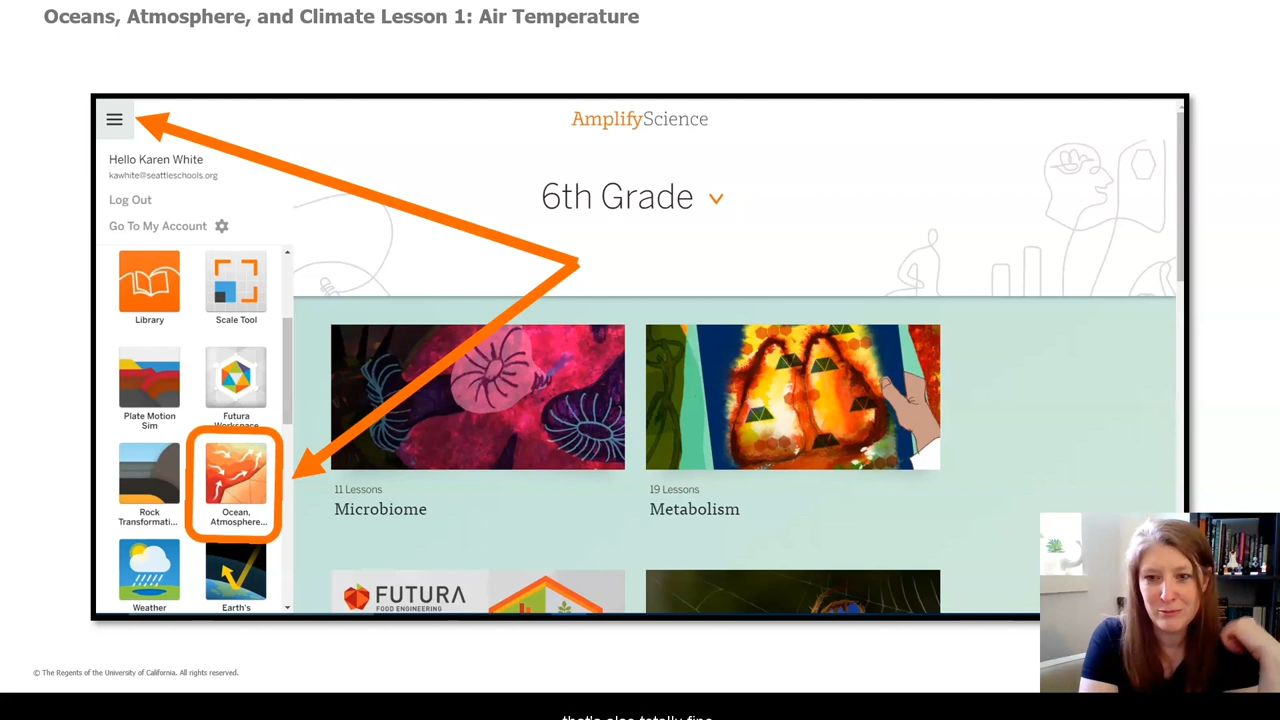 Oceans, Atmosphere, and Climate Lesson 1: Air Temperature
AmplifyScience
Hello Karen White
kawhite@seattleschools.org
Log Out
Go To My Account
6th Grade
Library
Scale Tool
Plate Motion
Sim
Futura
Workspace
Rock
Transformati...
Ocean,
Atmosphere...
Weather
Earth's
11 Lessons
Microbiome
19 Lessons
Metabolism
FUTURA
FOOD ENGINEERING
© The Regents of the University of California. All rights reserved.
that's also totally fine